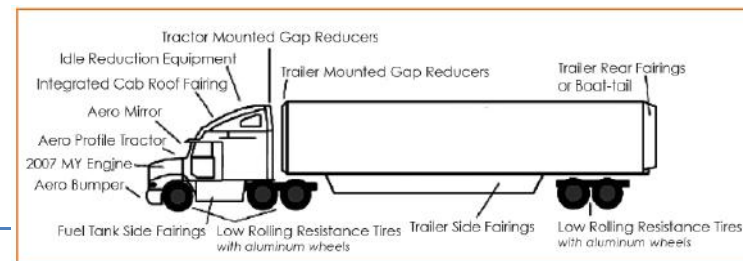 Tractor Mounted Gap Reducers
Idle Reduction Equipment
Trailer Mounted Gap Reducers
Trailer Rear Fairings
or Boat-tail
Integrated Cab Roof Fairing
Aero Mirror
Aero Profile Tractor
2007 MY Engine
Aero Bumper
Fuel Tank Side Fairings
Low Rolling Resistance Tires
with aluminum wheels
Trailer Side Fairings
Low Rolling Resistance Tires
with aluminum wheels